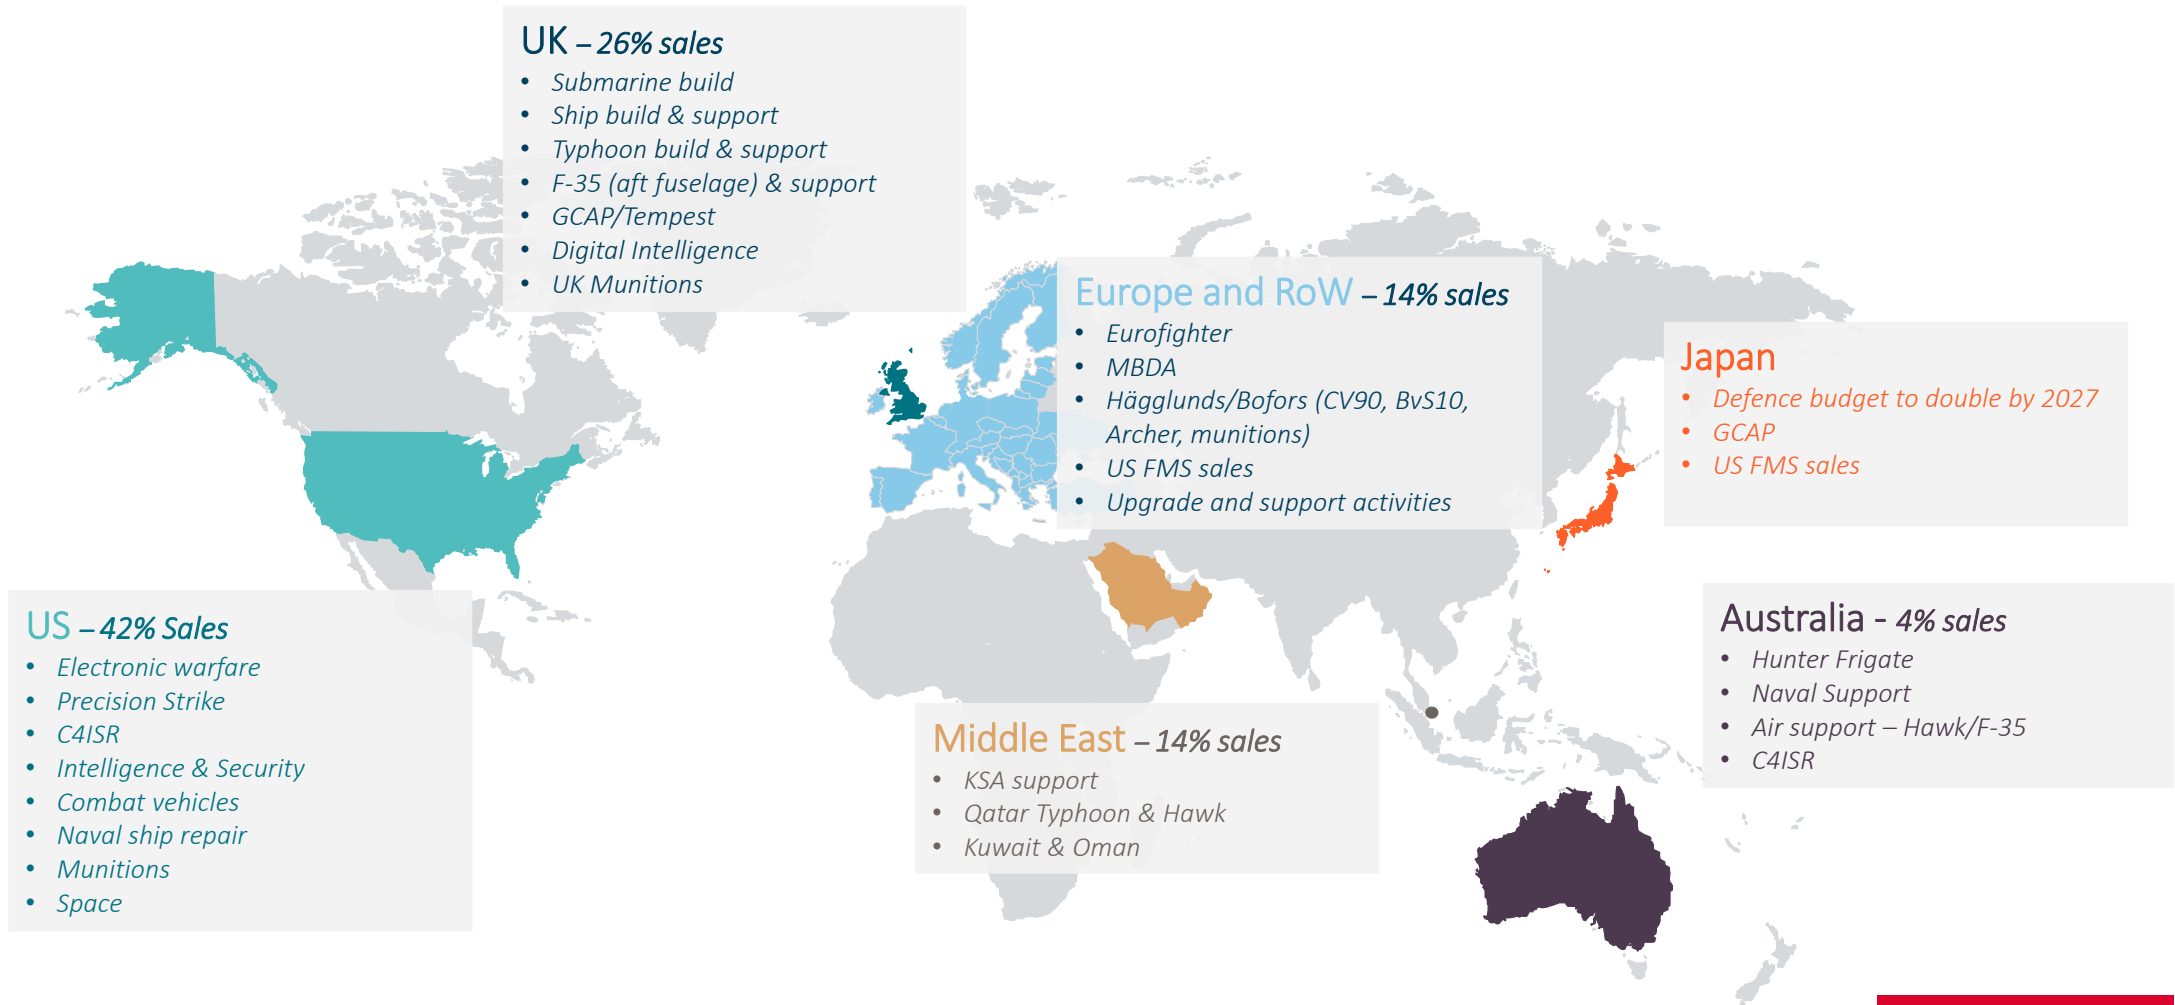 UK – 26% sales
• Submarine build
• Ship build & support
• Typhoon build & support
• F-35 (aft fuselage) & support
• GCAP/Tempest
• Digital Intelligence
• UK Munitions
Europe and RoW – 14% sales
• Eurofighter
• MBDA
• Hägglunds/Bofors (CV90, BvS10,
Archer, munitions)
• US FMS sales
• Upgrade and support activities
Japan
• Defence budget to double by 2027
• GCAP
• US FMS sales
US – 42% Sales
• Electronic warfare
• Precision Strike
• C4ISR
• Intelligence & Security
• Combat vehicles
• Naval ship repair
• Munitions
• Space
Middle East – 14% sales
• KSA support
• Qatar Typhoon & Hawk
• Kuwait & Oman
Australia - 4% sales
• Hunter Frigate
• Naval Support
• Air support – Hawk/F-35
• C4ISR